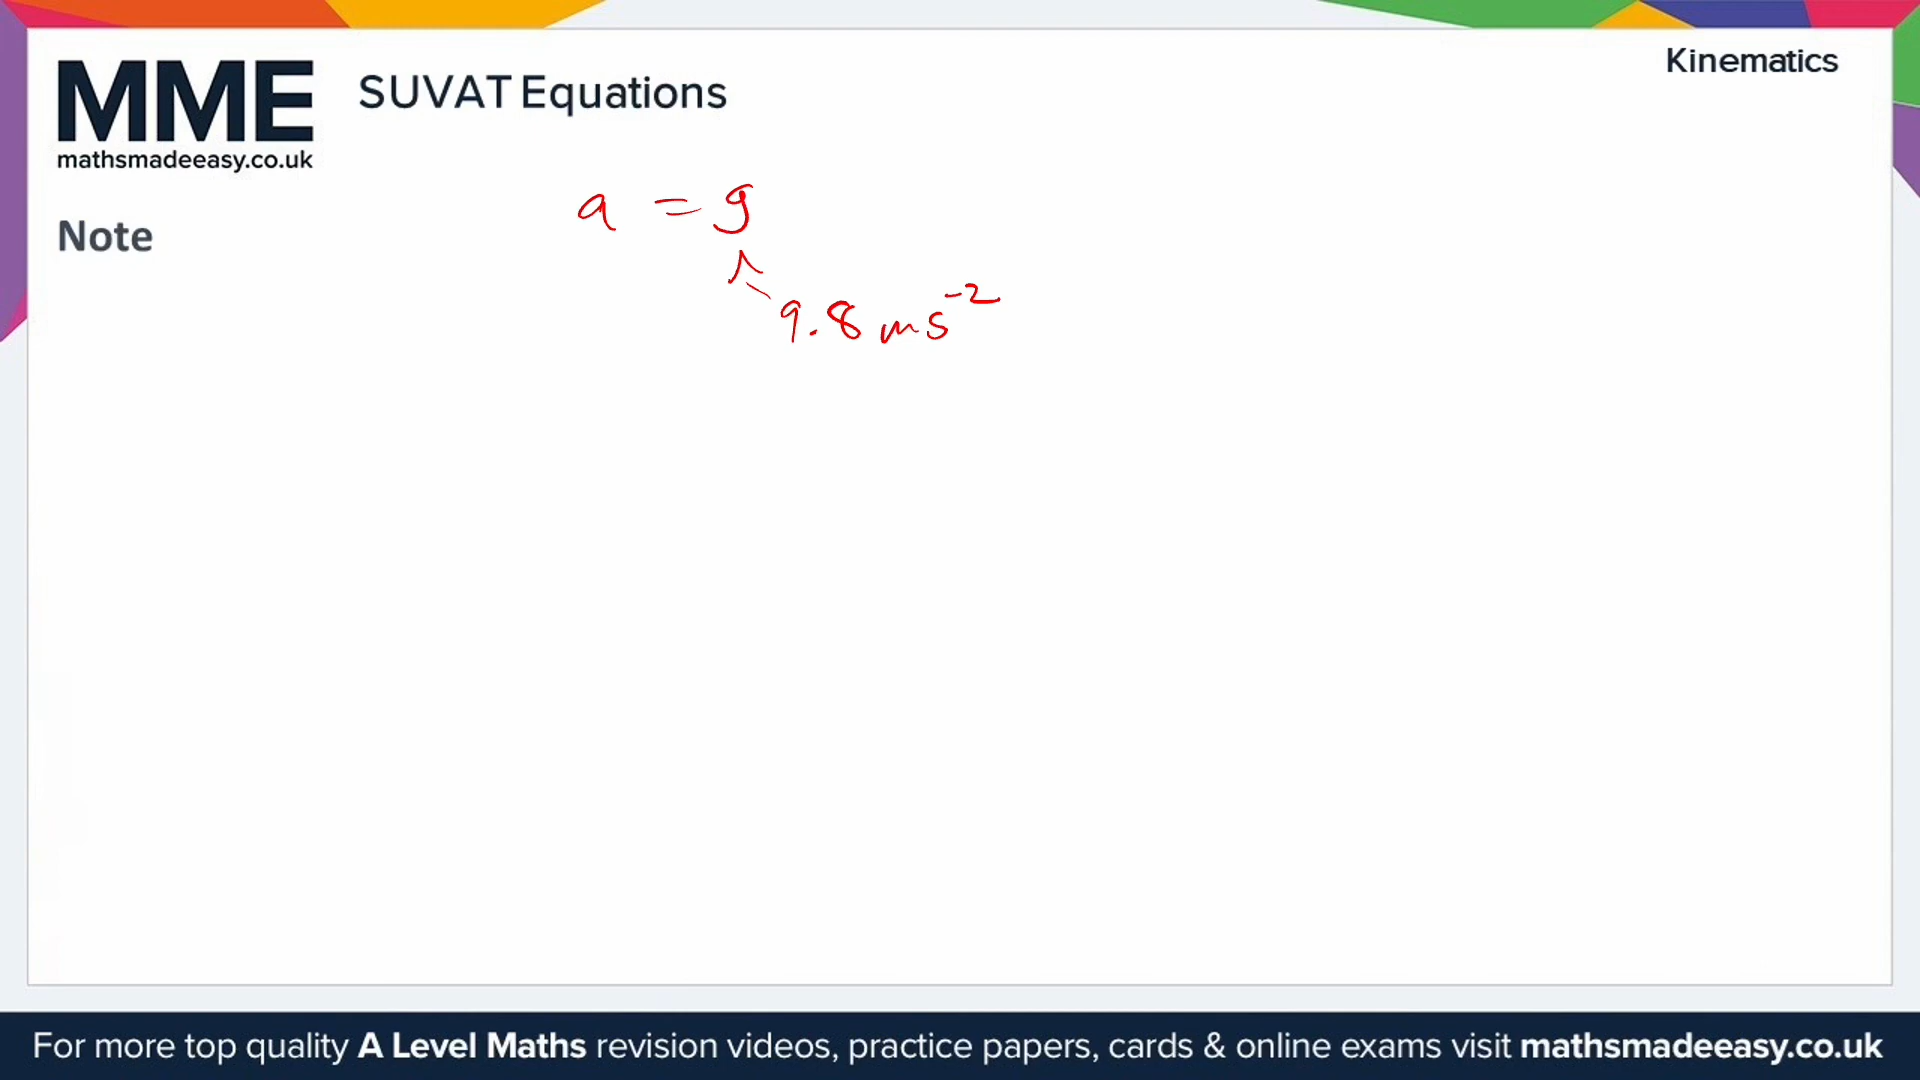 Kinematics
MME SUVAT Equations
mathsmadeeasy.co.uk
a = g
Note
9.8 ms⁻²
For more top quality A Level Maths revision videos, practice papers, cards & online exams visit mathsmadeeasy.co.uk